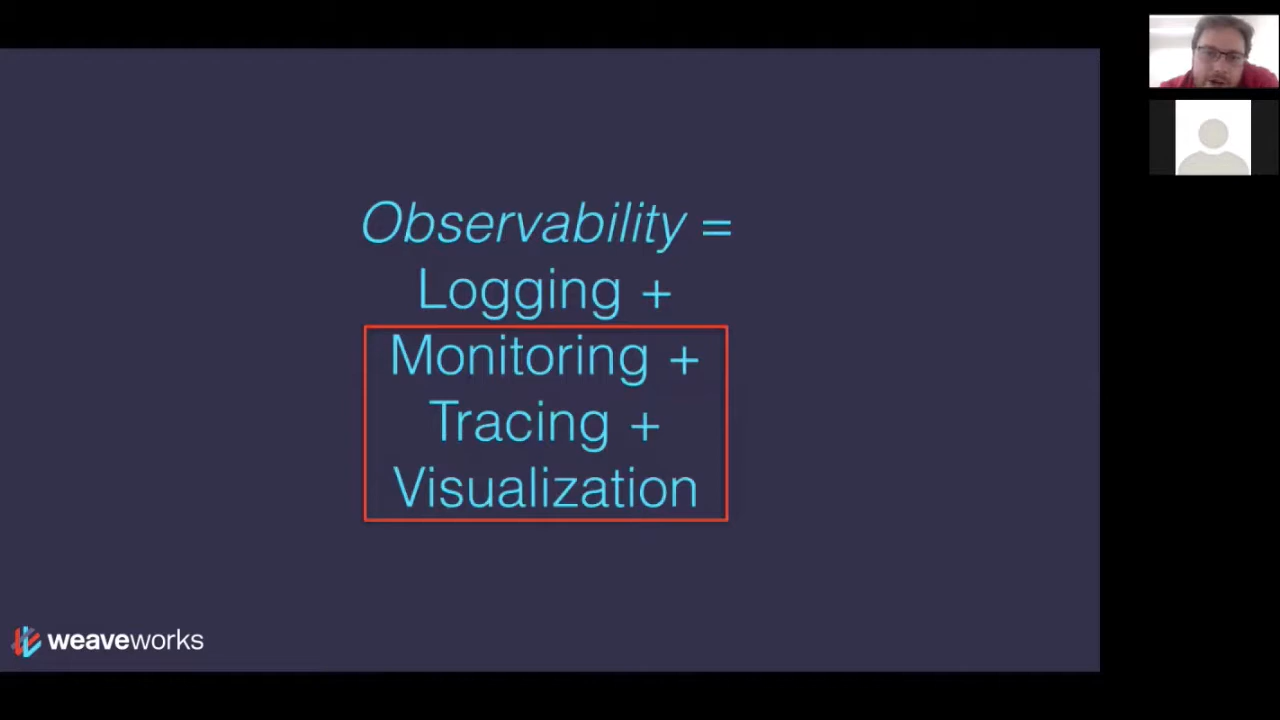 Observability =
Logging +
Monitoring +
Tracing +
Visualization
weaveworks